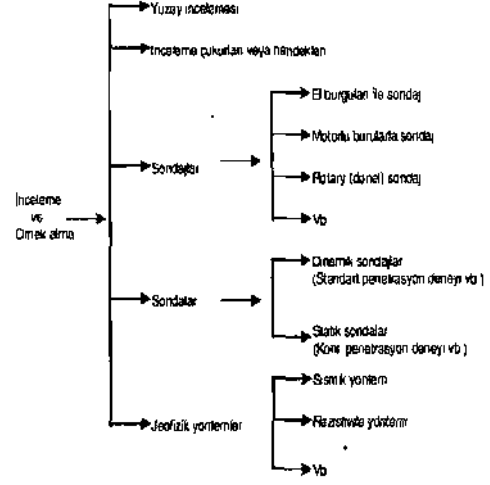 Yüzey incelemesi
İnceleme çukurları veya hendekleri
El burguları ile sondaj
Motorlu burularla sondaj
Sondajlar
Rotary (dönel) sondaj
İnceleme
ve
Örnek alma
Vb
Dinamik sondajlar
(Standart penetrasyon deneyi vb)
Sondalar
Statik sondalar
(Koni penetrasyon deneyi vb)
Sismik yöntem
Jeofizik yöntemler
Rezistivite yöntemi
Vb